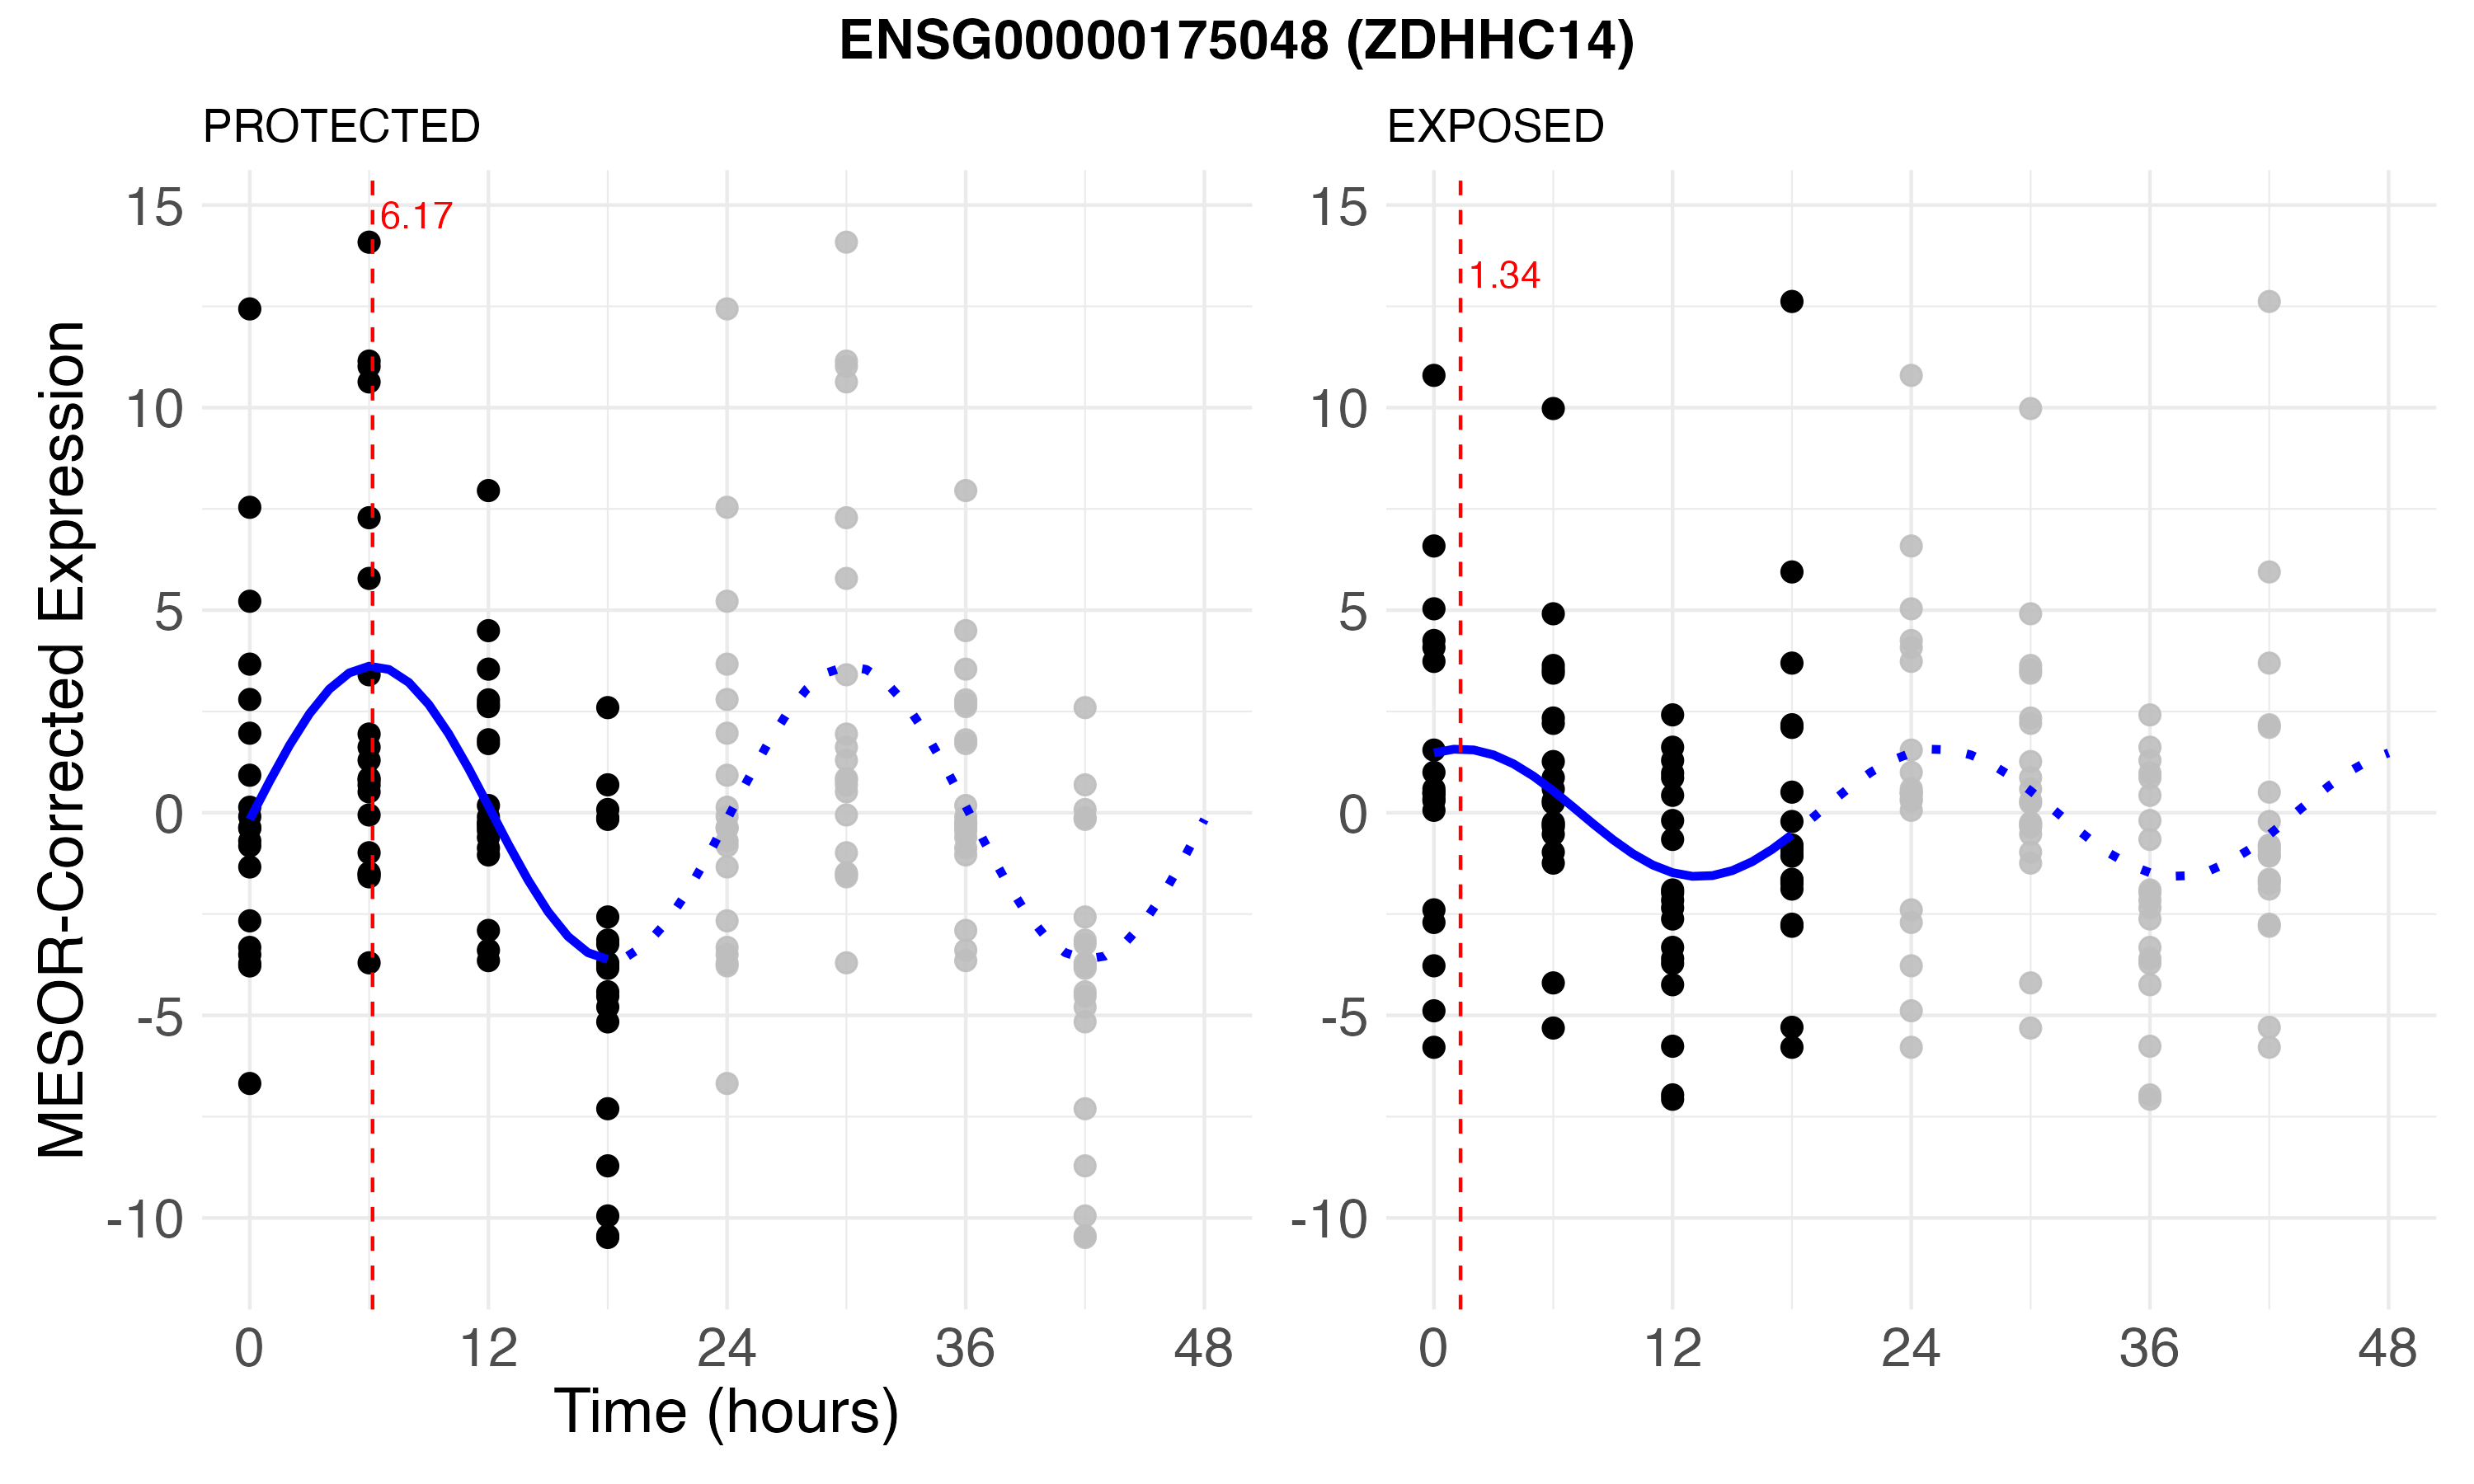 ENSG00000175048 (ZDHHC14)
PROTECTED
EXPOSED
MESOR-Corrected Expression
15
10
5
0
-5
-10
6.17
0 12 24 36 48
15
10
5
0
-5
-10
1.34
0 12 24 36 48
Time (hours)